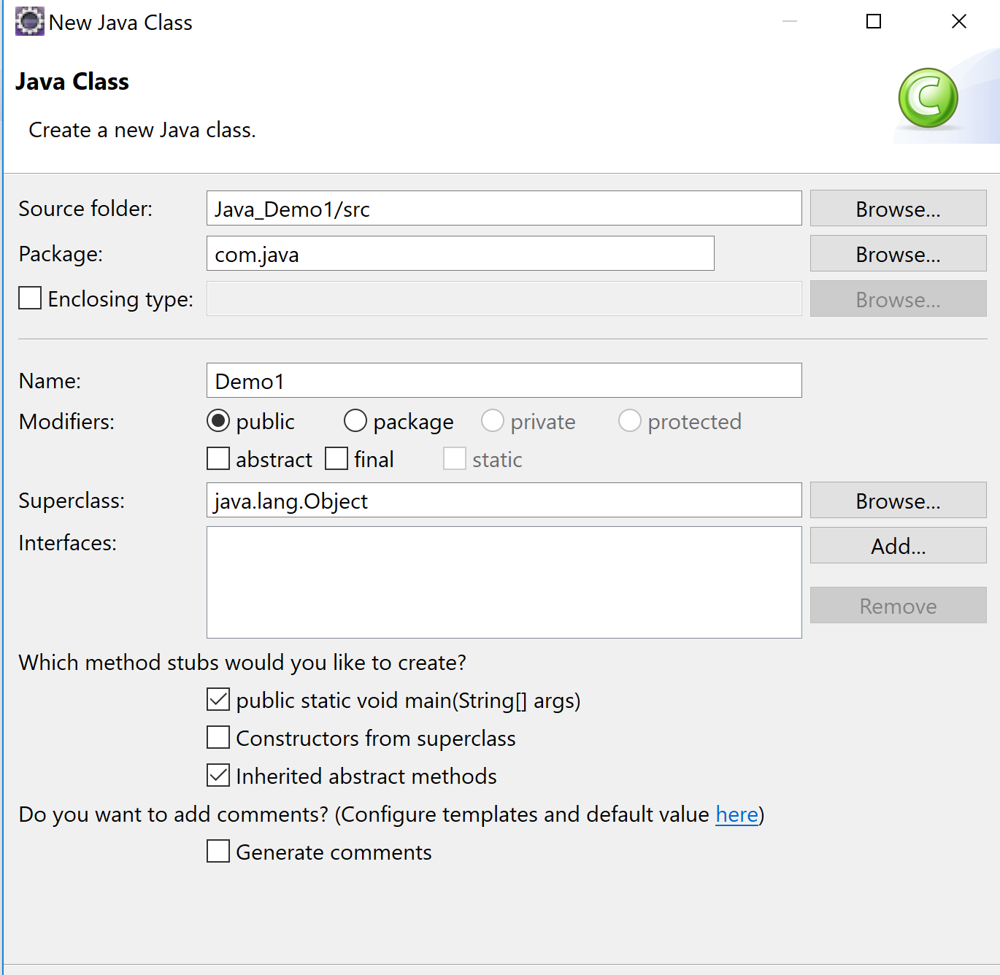 New Java Class
Java Class
Create a new Java class.
Source folder: Java_Demo1/src Browse...
Package: com.java Browse...
Enclosing type: Browse...
Name: Demo1
Modifiers: public package private protected
abstract final static
Superclass: java.lang.Object Browse...
Interfaces: Add...
Remove
Which method stubs would you like to create?
public static void main(String[] args)
Constructors from superclass
Inherited abstract methods
Do you want to add comments? (Configure templates and default value here)
Generate comments